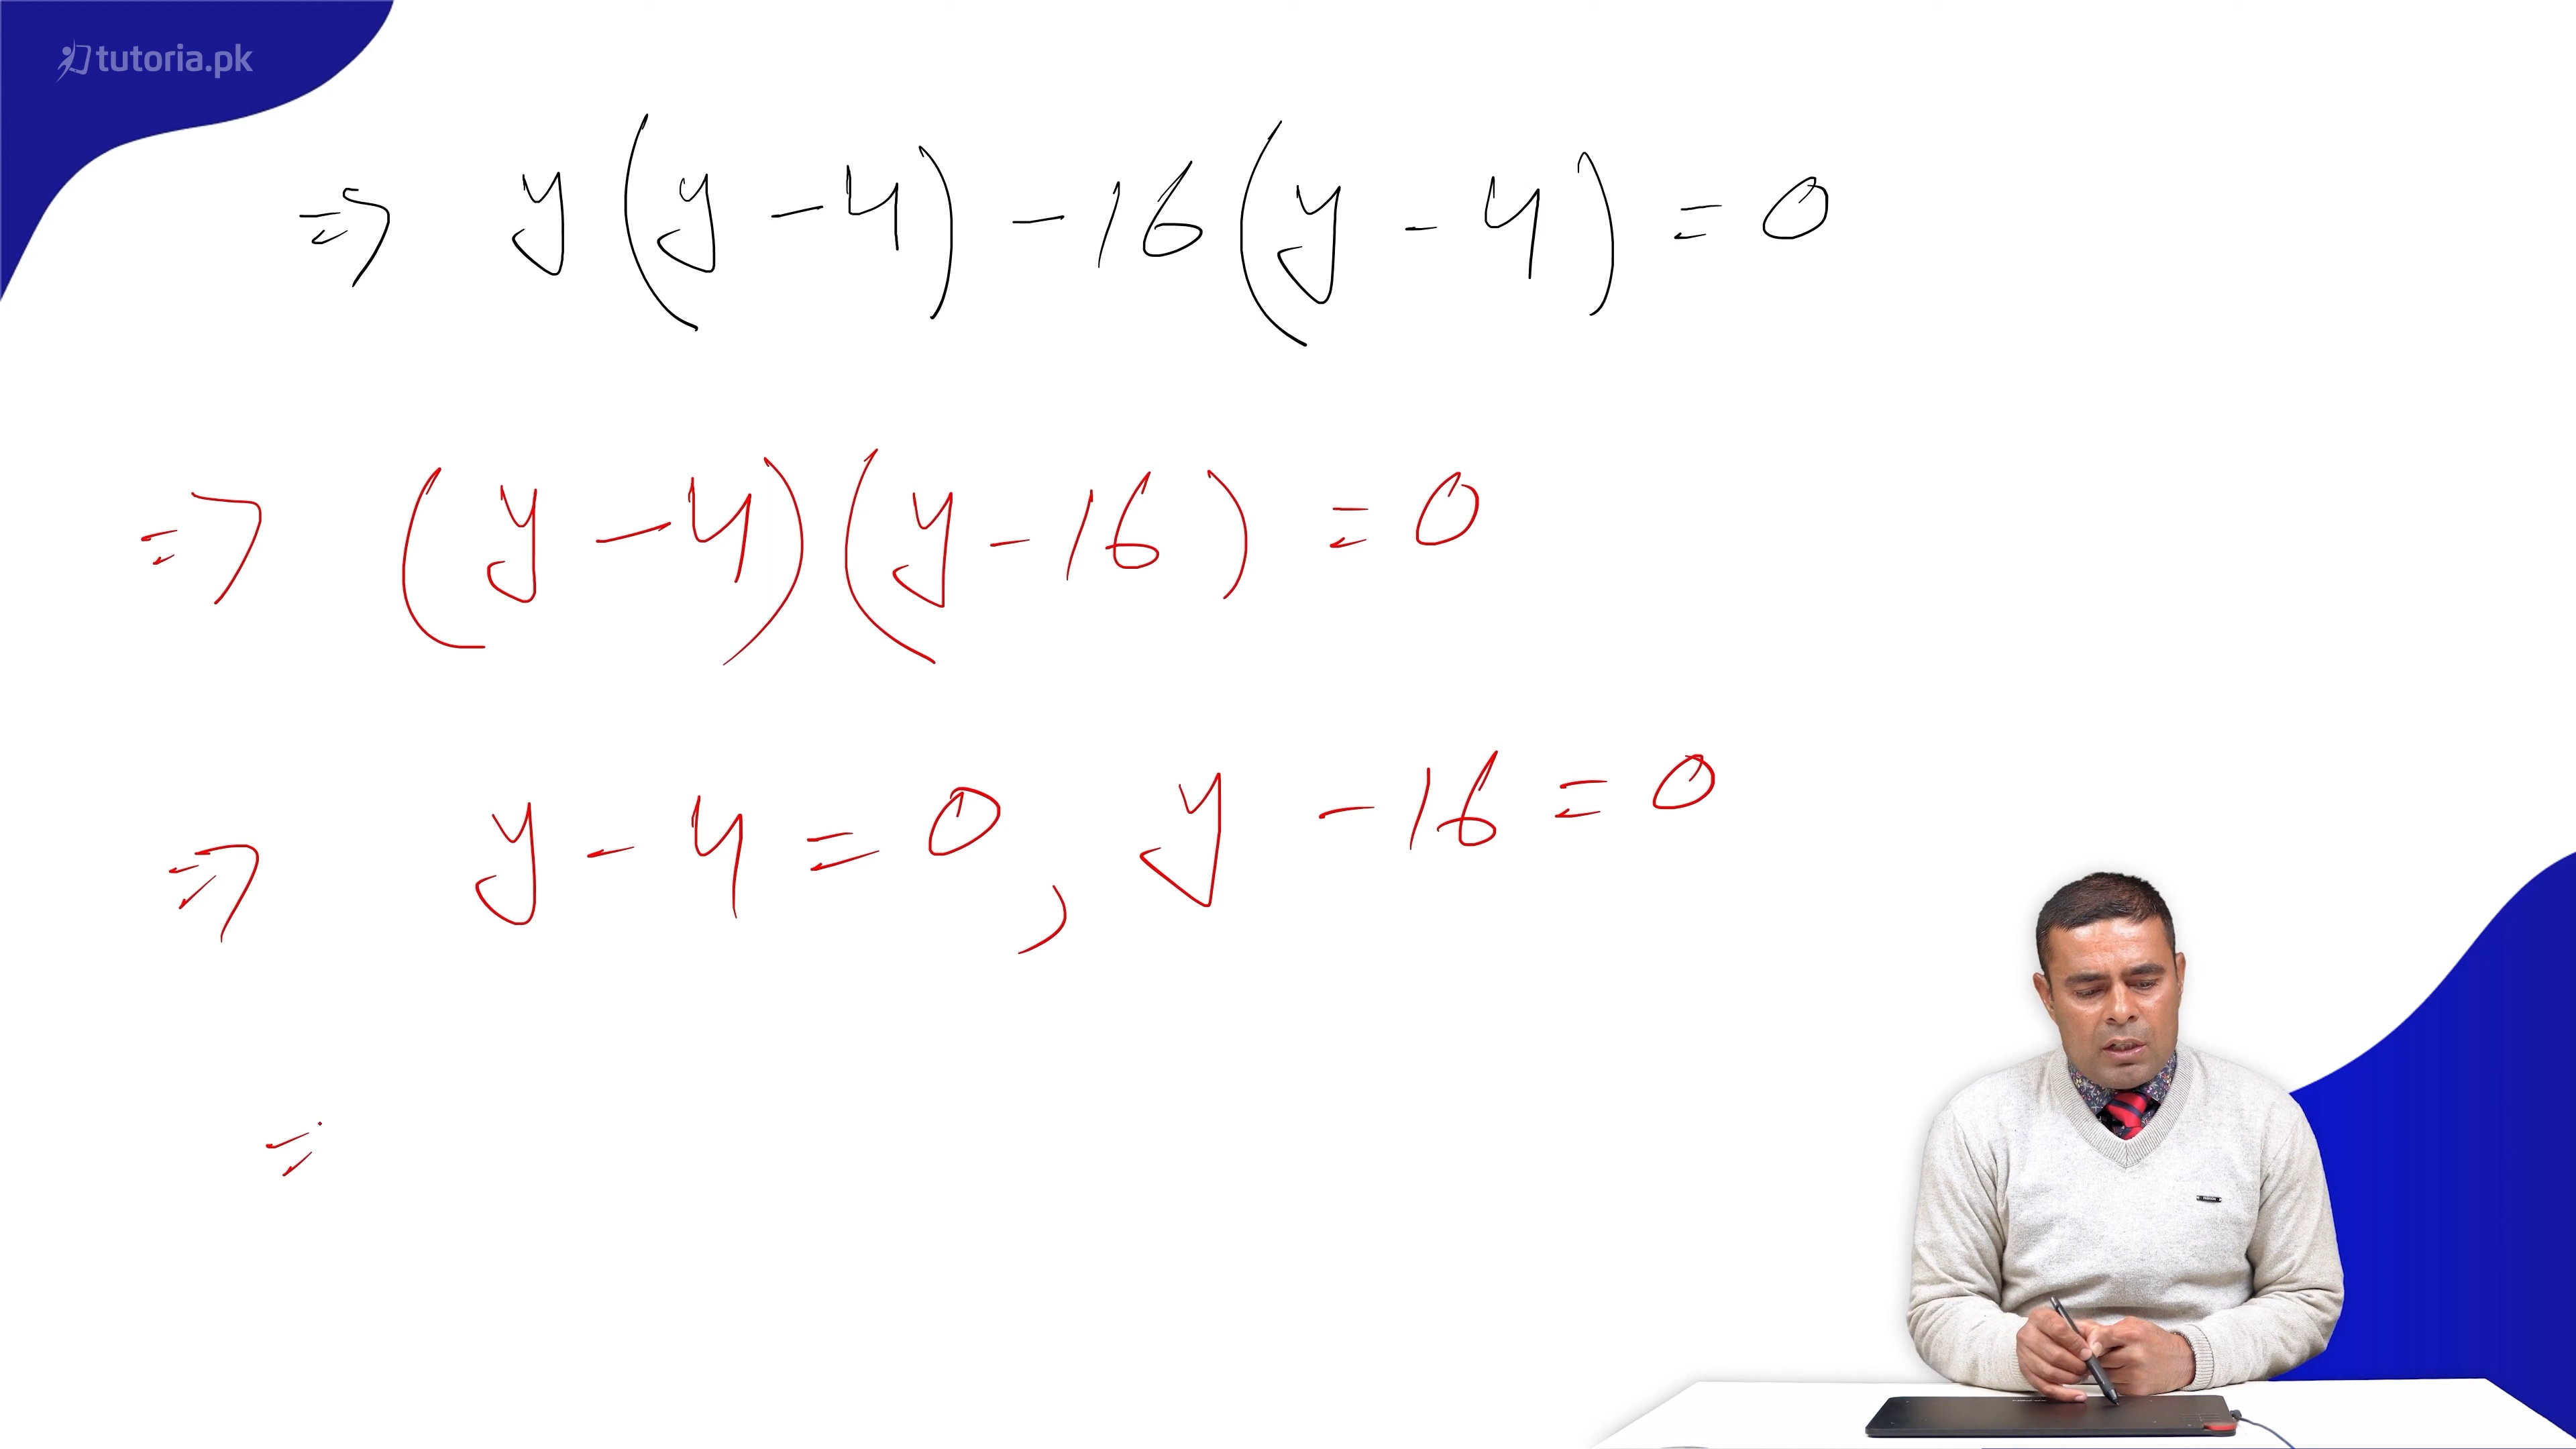 tutoria.pk
⇒ y(y-4)-16(y-4)=0
⇒ (y-4)(y-16)=0
⇒ y-4=0, y-16=0
=